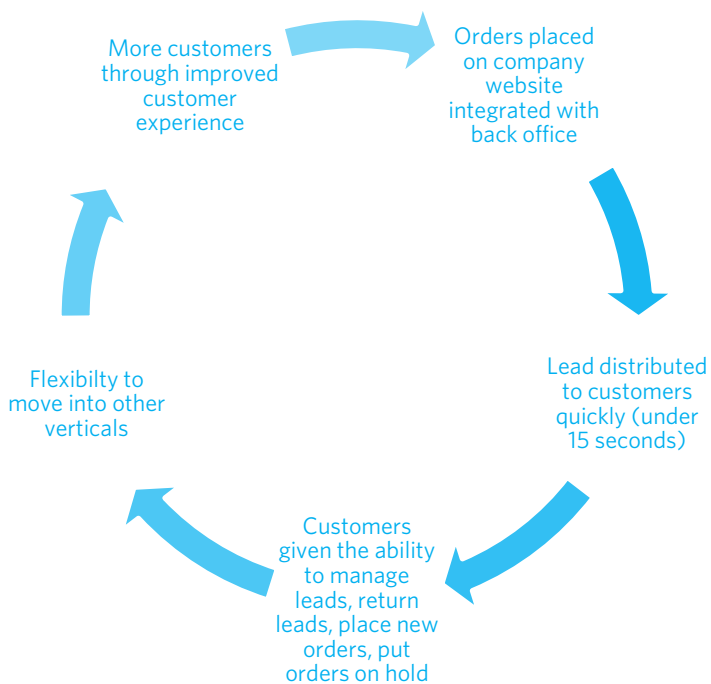 More customers
through improved
customer
experience
Orders placed
on company
website
integrated with
back office
Lead distributed
to customers
quickly (under
15 seconds)
Customers
given the ability
to manage
leads, return
leads, place new
orders, put
orders on hold
Flexibilty to
move into other
verticals